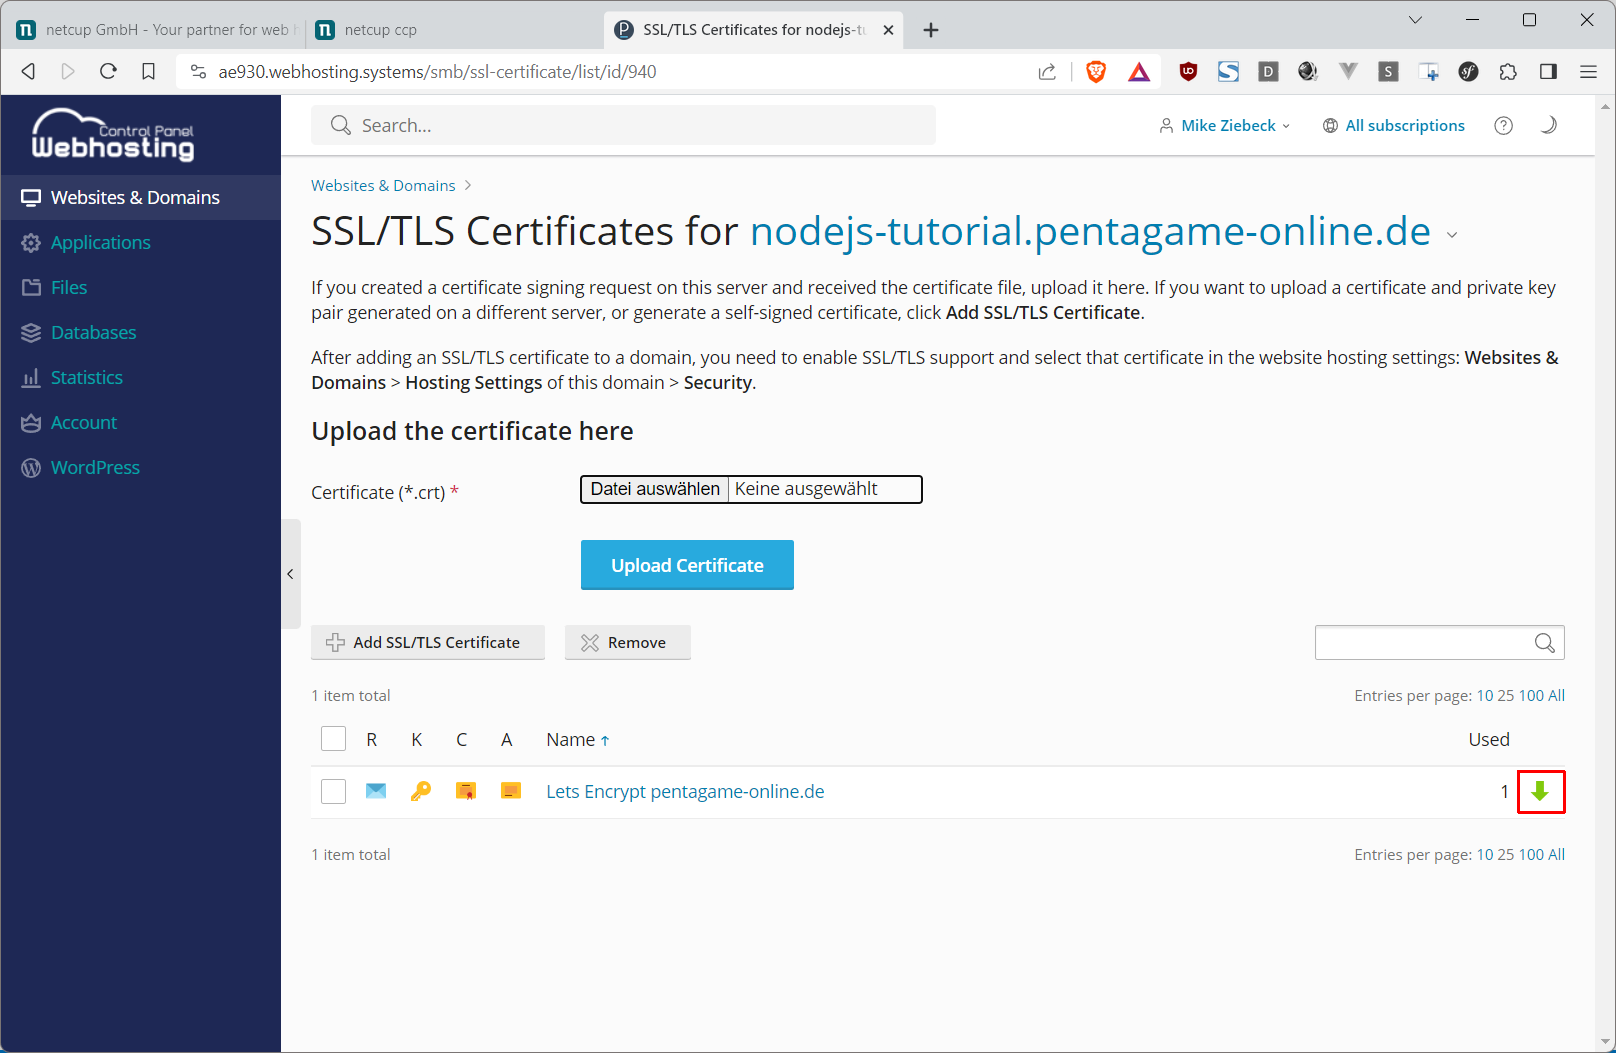 netcup GmbH - Your partner for web h
netcup ccp
SSL/TLS Certificates for nodejs-tu
ae930.webhosting.systems/smb/ssl-certificate/list/id/940
Control Panel
Webhosting
Search...
Mike Ziebeck
All subscriptions
Websites & Domains
Applications
Files
Databases
Statistics
Account
WordPress
Websites & Domains >
SSL/TLS Certificates for nodejs-tutorial.pentagame-online.de
If you created a certificate signing request on this server and received the certificate file, upload it here. If you want to upload a certificate and private key
pair generated on a different server, or generate a self-signed certificate, click Add SSL/TLS Certificate.
After adding an SSL/TLS certificate to a domain, you need to enable SSL/TLS support and select that certificate in the website hosting settings: Websites &
Domains > Hosting Settings of this domain > Security.
Upload the certificate here
Certificate (*.crt) *
Datei auswählen Keine ausgewählt
Upload Certificate
Add SSL/TLS Certificate
Remove
1 item total
Entries per page: 10 25 100 All
R K C A Name ↑ Used
Lets Encrypt pentagame-online.de 1
1 item total
Entries per page: 10 25 100 All